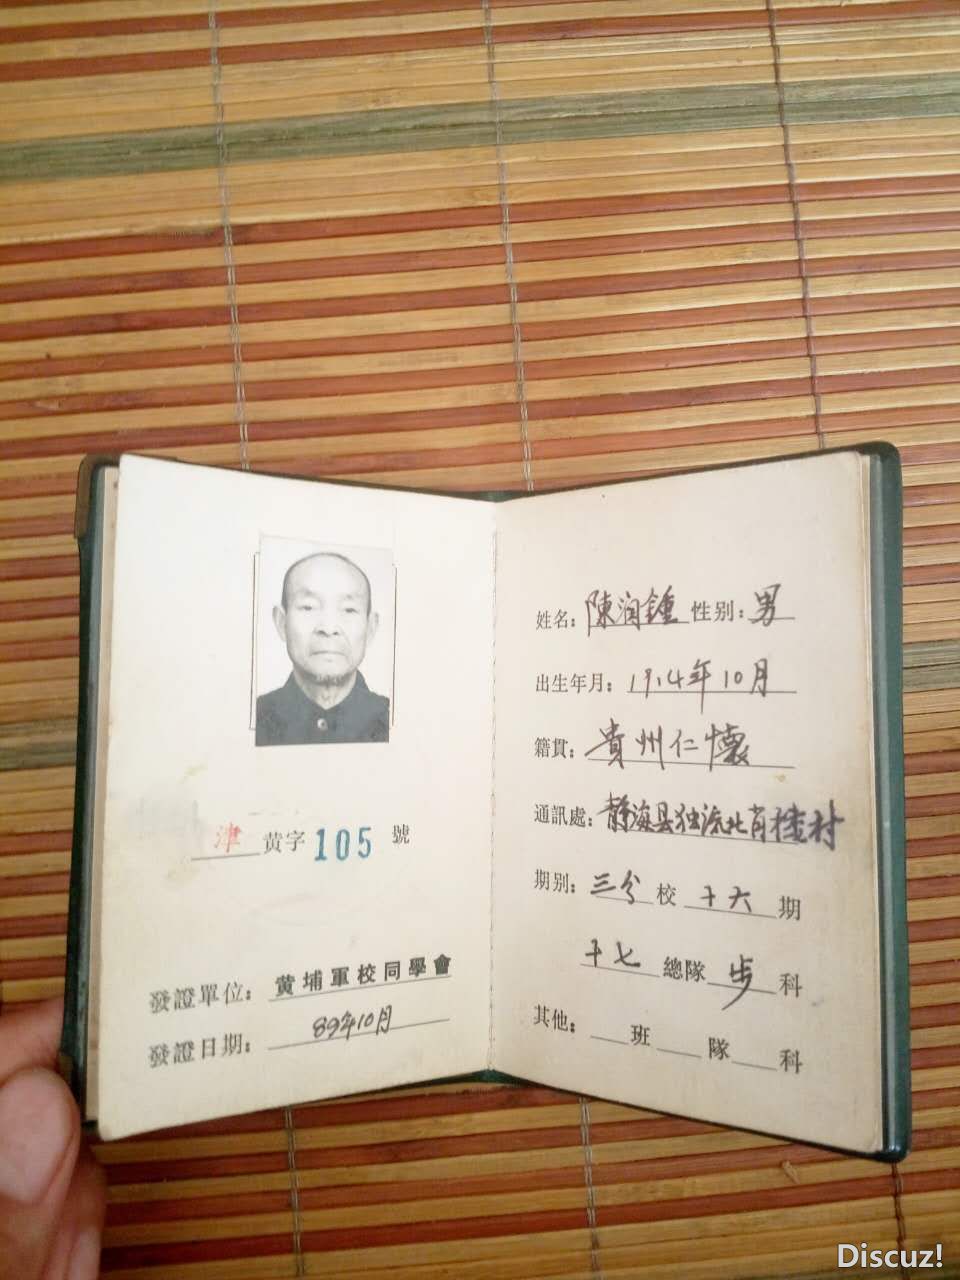 津 黄字 105 號
發證單位: 黄埔軍校同學會
發證日期: 89年10月
姓名: 陳润鍾 性别: 男
出生年月: 1914年10月
籍貫: 貴州仁懷
通訊處: 静海县独流北肖楼村
期别: 三分校 十六期
十七總隊 步科
其他: 班 隊 科
Discuz!